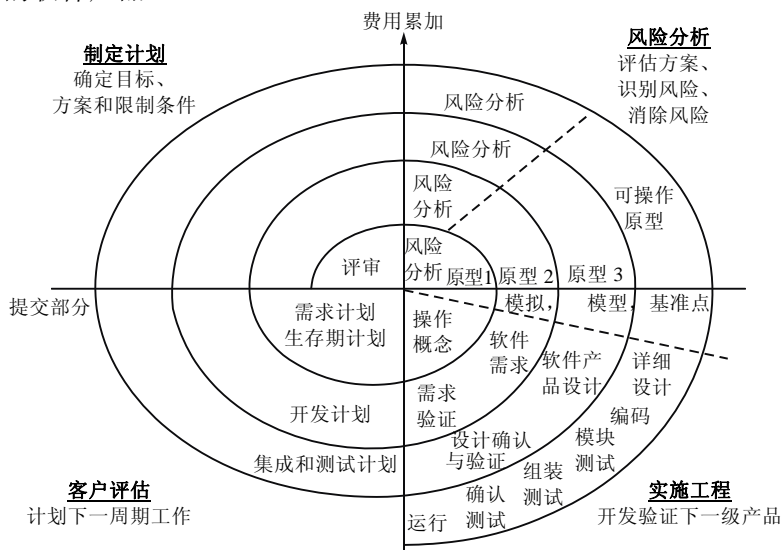 费用累加
制定计划
确定目标、
方案和限制条件
风险分析
评估方案、
识别风险、
消除风险
风险分析
风险分析
风险
分析
可操作
原型
评审
风险
分析
原型1
原型 2
原型 3
提交部分
模拟，
模型，
基准点
需求计划
生存期计划
操作
概念
软件
需求
软件产
品设计
详细
设计
需求
验证
开发计划
编码
设计确认
与验证
模块
测试
集成和测试计划
组装
测试
确认
测试
运行
客户评估
计划下一周期工作
实施工程
开发验证下一级产品